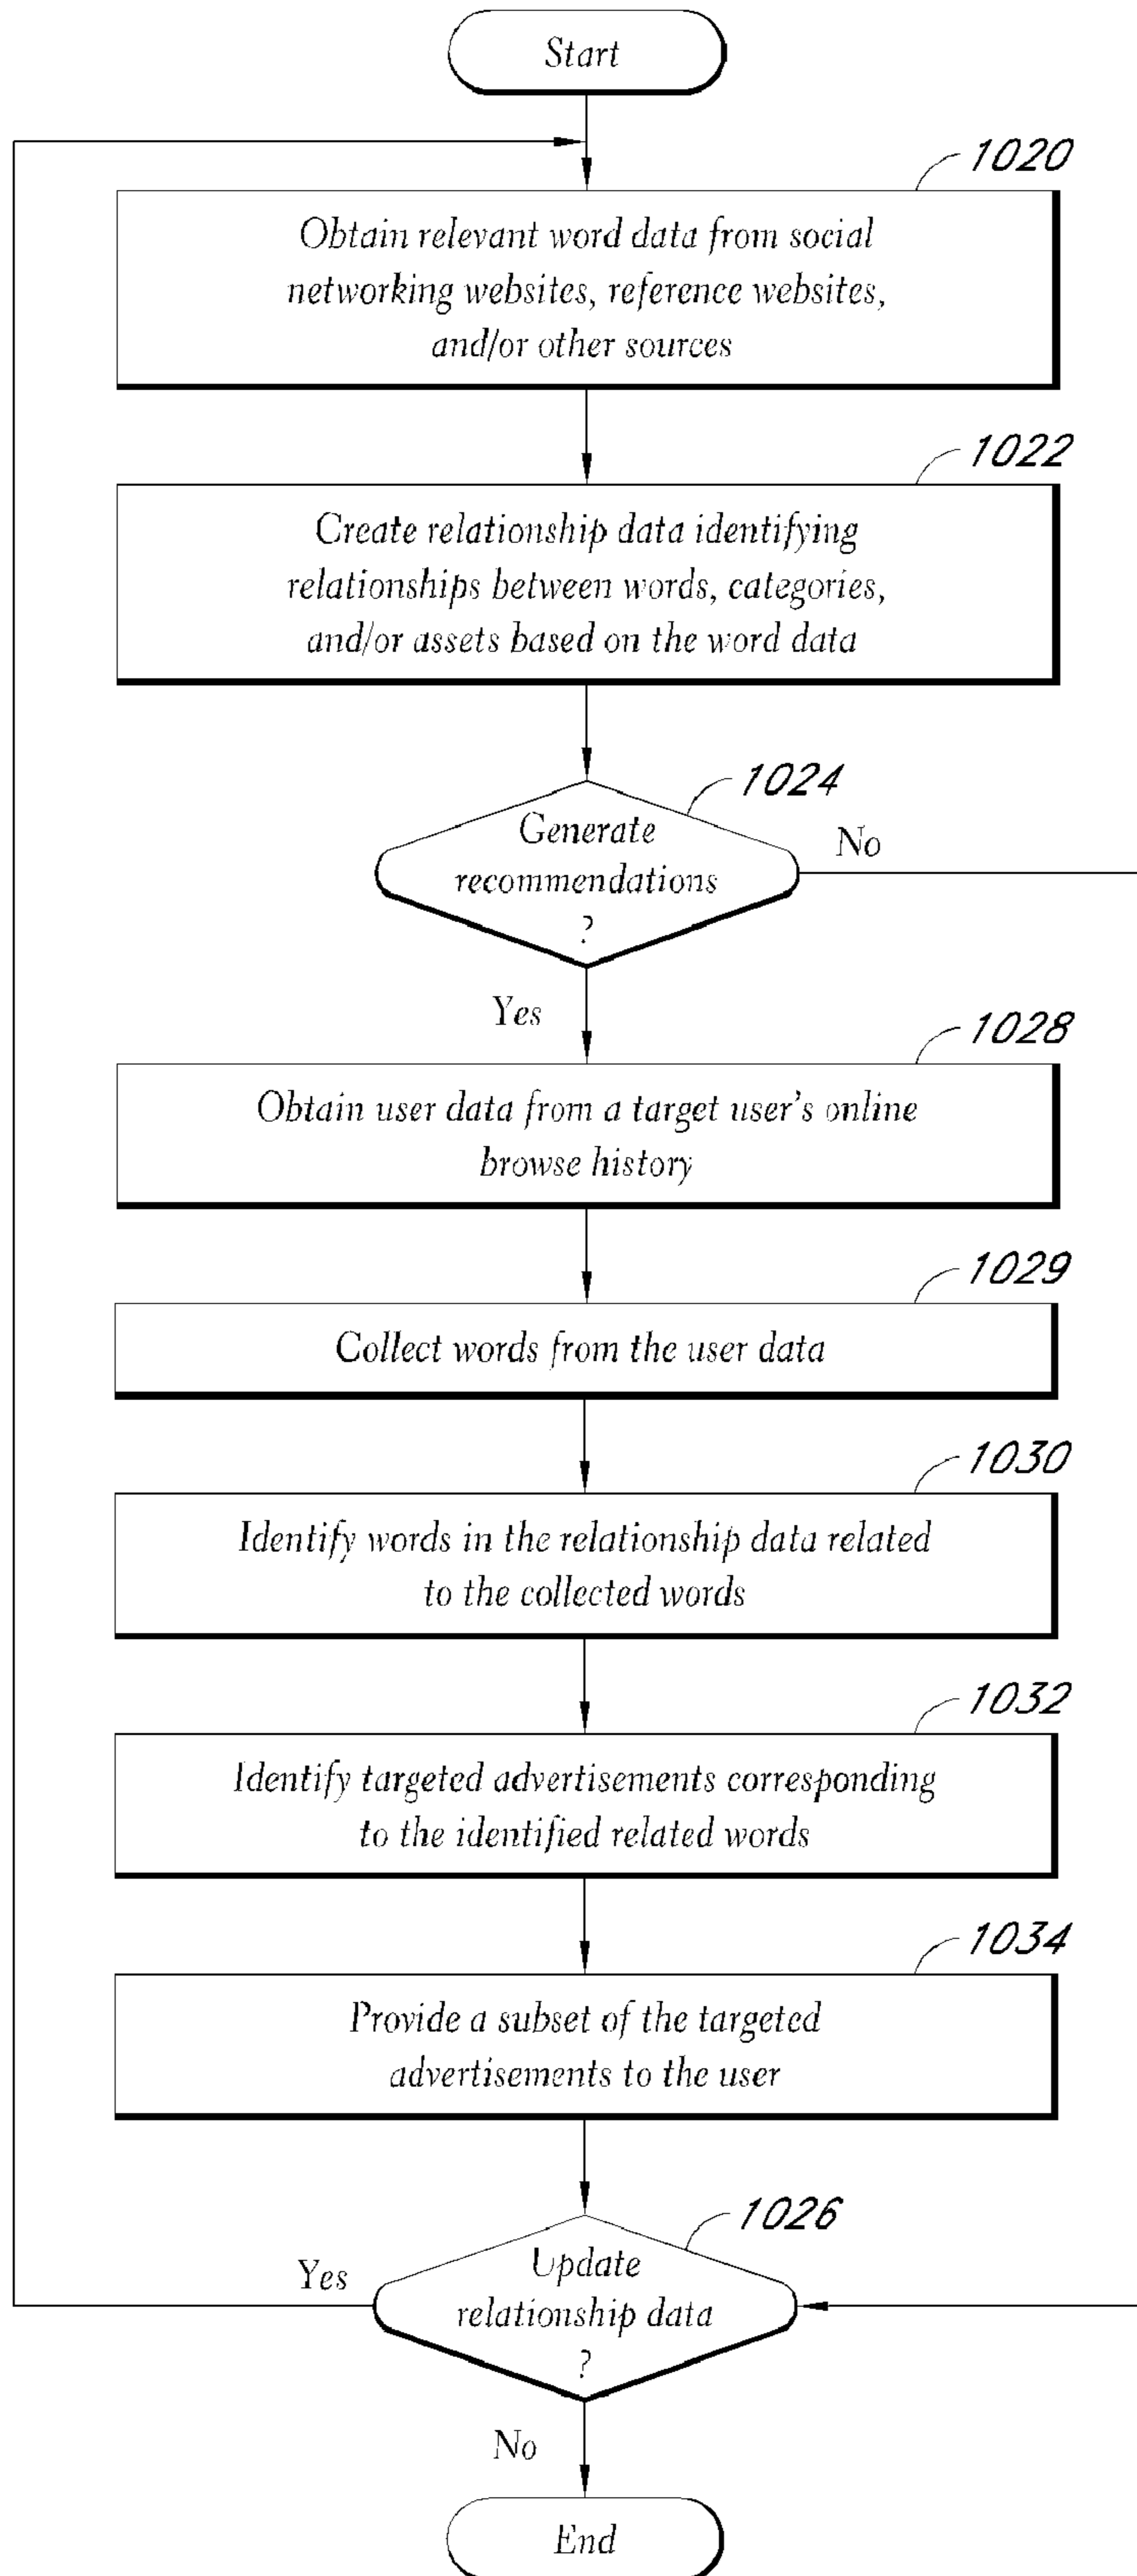 Start
1020
Obtain relevant word data from social
networking websites, reference websites,
and/or other sources
1022
Create relationship data identifying
relationships between words, categories,
and/or assets based on the word data
1024
Generate
recommendations
?
No
Yes
1028
Obtain user data from a target user's online
browse history
1029
Collect words from the user data
1030
Identify words in the relationship data related
to the collected words
1032
Identify targeted advertisements corresponding
to the identified related words
1034
Provide a subset of the targeted
advertisements to the user
1026
Update
relationship data
?
Yes
No
End